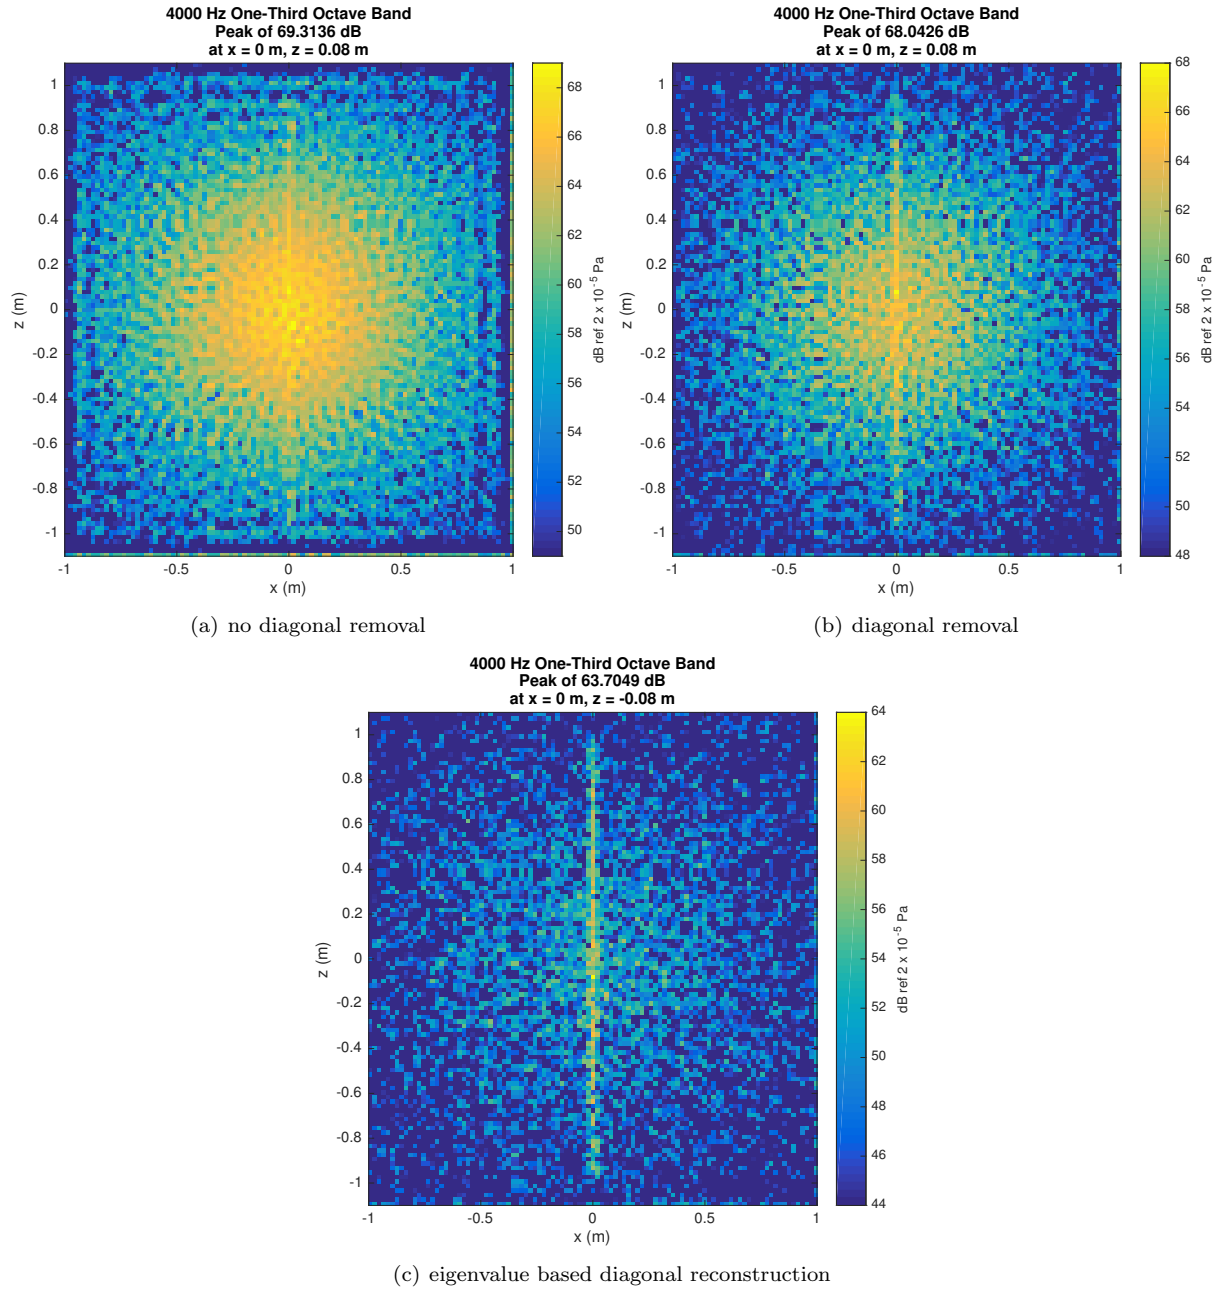 4000 Hz One-Third Octave Band
Peak of 69.3136 dB
at x = 0 m, z = 0.08 m
1
0.8
0.6
0.4
0.2
0
-0.2
-0.4
-0.6
-0.8
-1
z (m)
-1 -0.5 0 0.5 1
x (m)
68
66
64
62
60
58
56
54
52
50
dB ref 2 x 10⁻⁵ Pa
(a) no diagonal removal
4000 Hz One-Third Octave Band
Peak of 68.0426 dB
at x = 0 m, z = 0.08 m
1
0.8
0.6
0.4
0.2
0
-0.2
-0.4
-0.6
-0.8
-1
z (m)
-1 -0.5 0 0.5 1
x (m)
68
66
64
62
60
58
56
54
52
50
48
dB ref 2 x 10⁻⁵ Pa
(b) diagonal removal
4000 Hz One-Third Octave Band
Peak of 63.7049 dB
at x = 0 m, z = -0.08 m
1
0.8
0.6
0.4
0.2
0
-0.2
-0.4
-0.6
-0.8
-1
z (m)
-1 -0.5 0 0.5 1
x (m)
64
62
60
58
56
54
52
50
48
46
44
dB ref 2 x 10⁻⁵ Pa
(c) eigenvalue based diagonal reconstruction